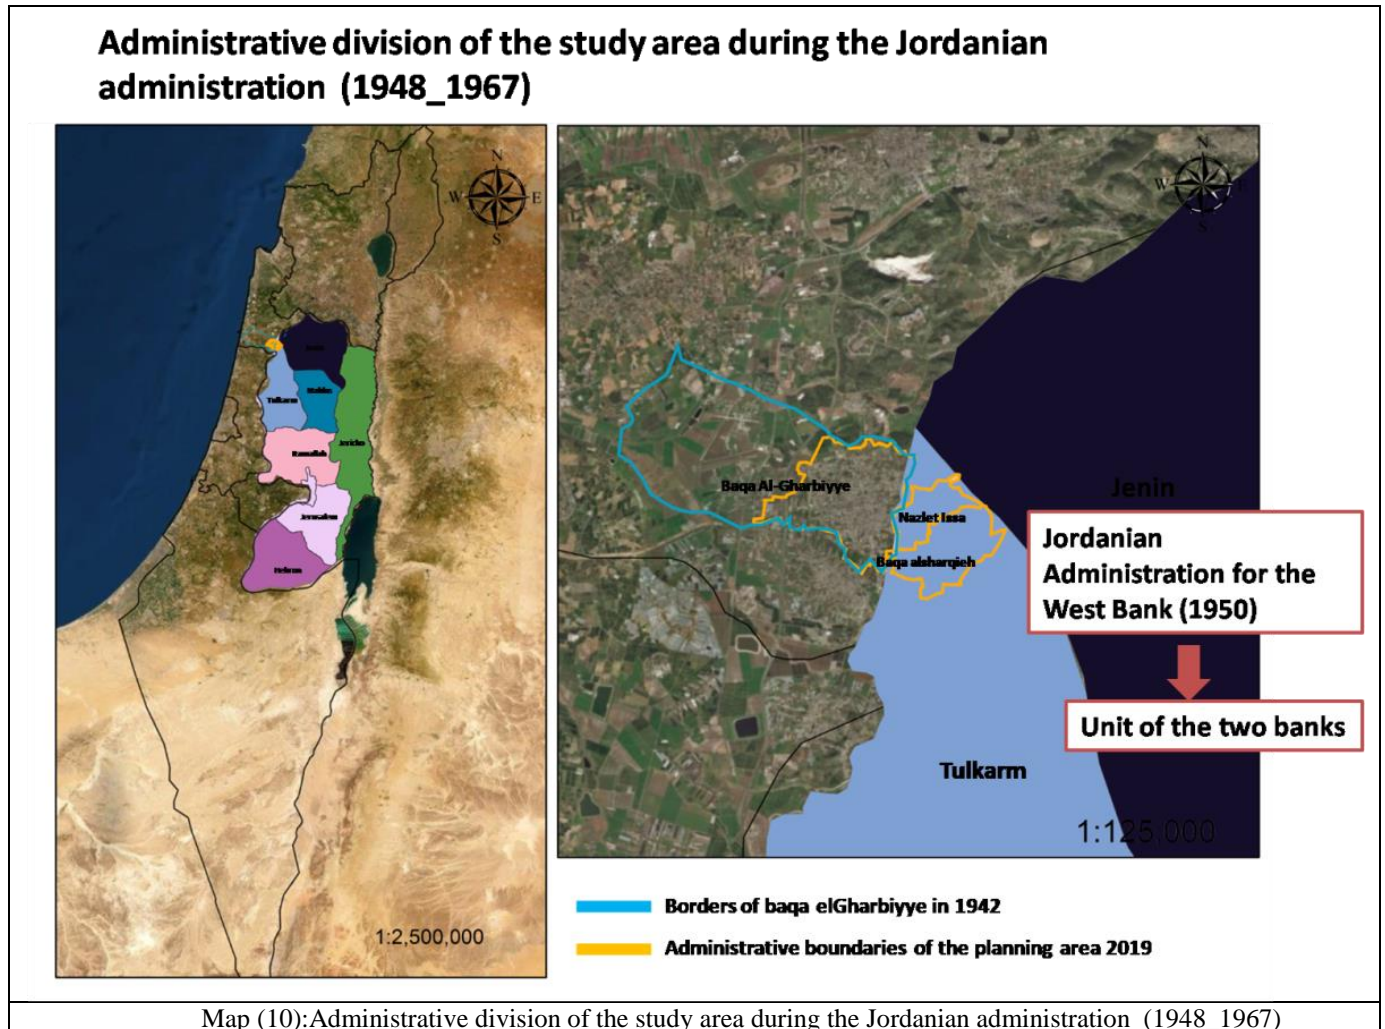 Administrative division of the study area during the Jordanian
administration (1948_1967)
N
W
E
S
Jenin
Nablus
Tulkarm
Jericho
Ramallah
Jerusalem
Hebron
1:2,500,000
N
W
E
S
Baqa Al-Gharbiyye
Nazlet Issa
Baqa alsharqieh
Jenin
Jordanian
Administration for the
West Bank (1950)
Unit of the two banks
Tulkarm
1:125,000
Borders of baqa elGharbiyye in 1942
Administrative boundaries of the planning area 2019
Map (10):Administrative division of the study area during the Jordanian administration (1948_1967)